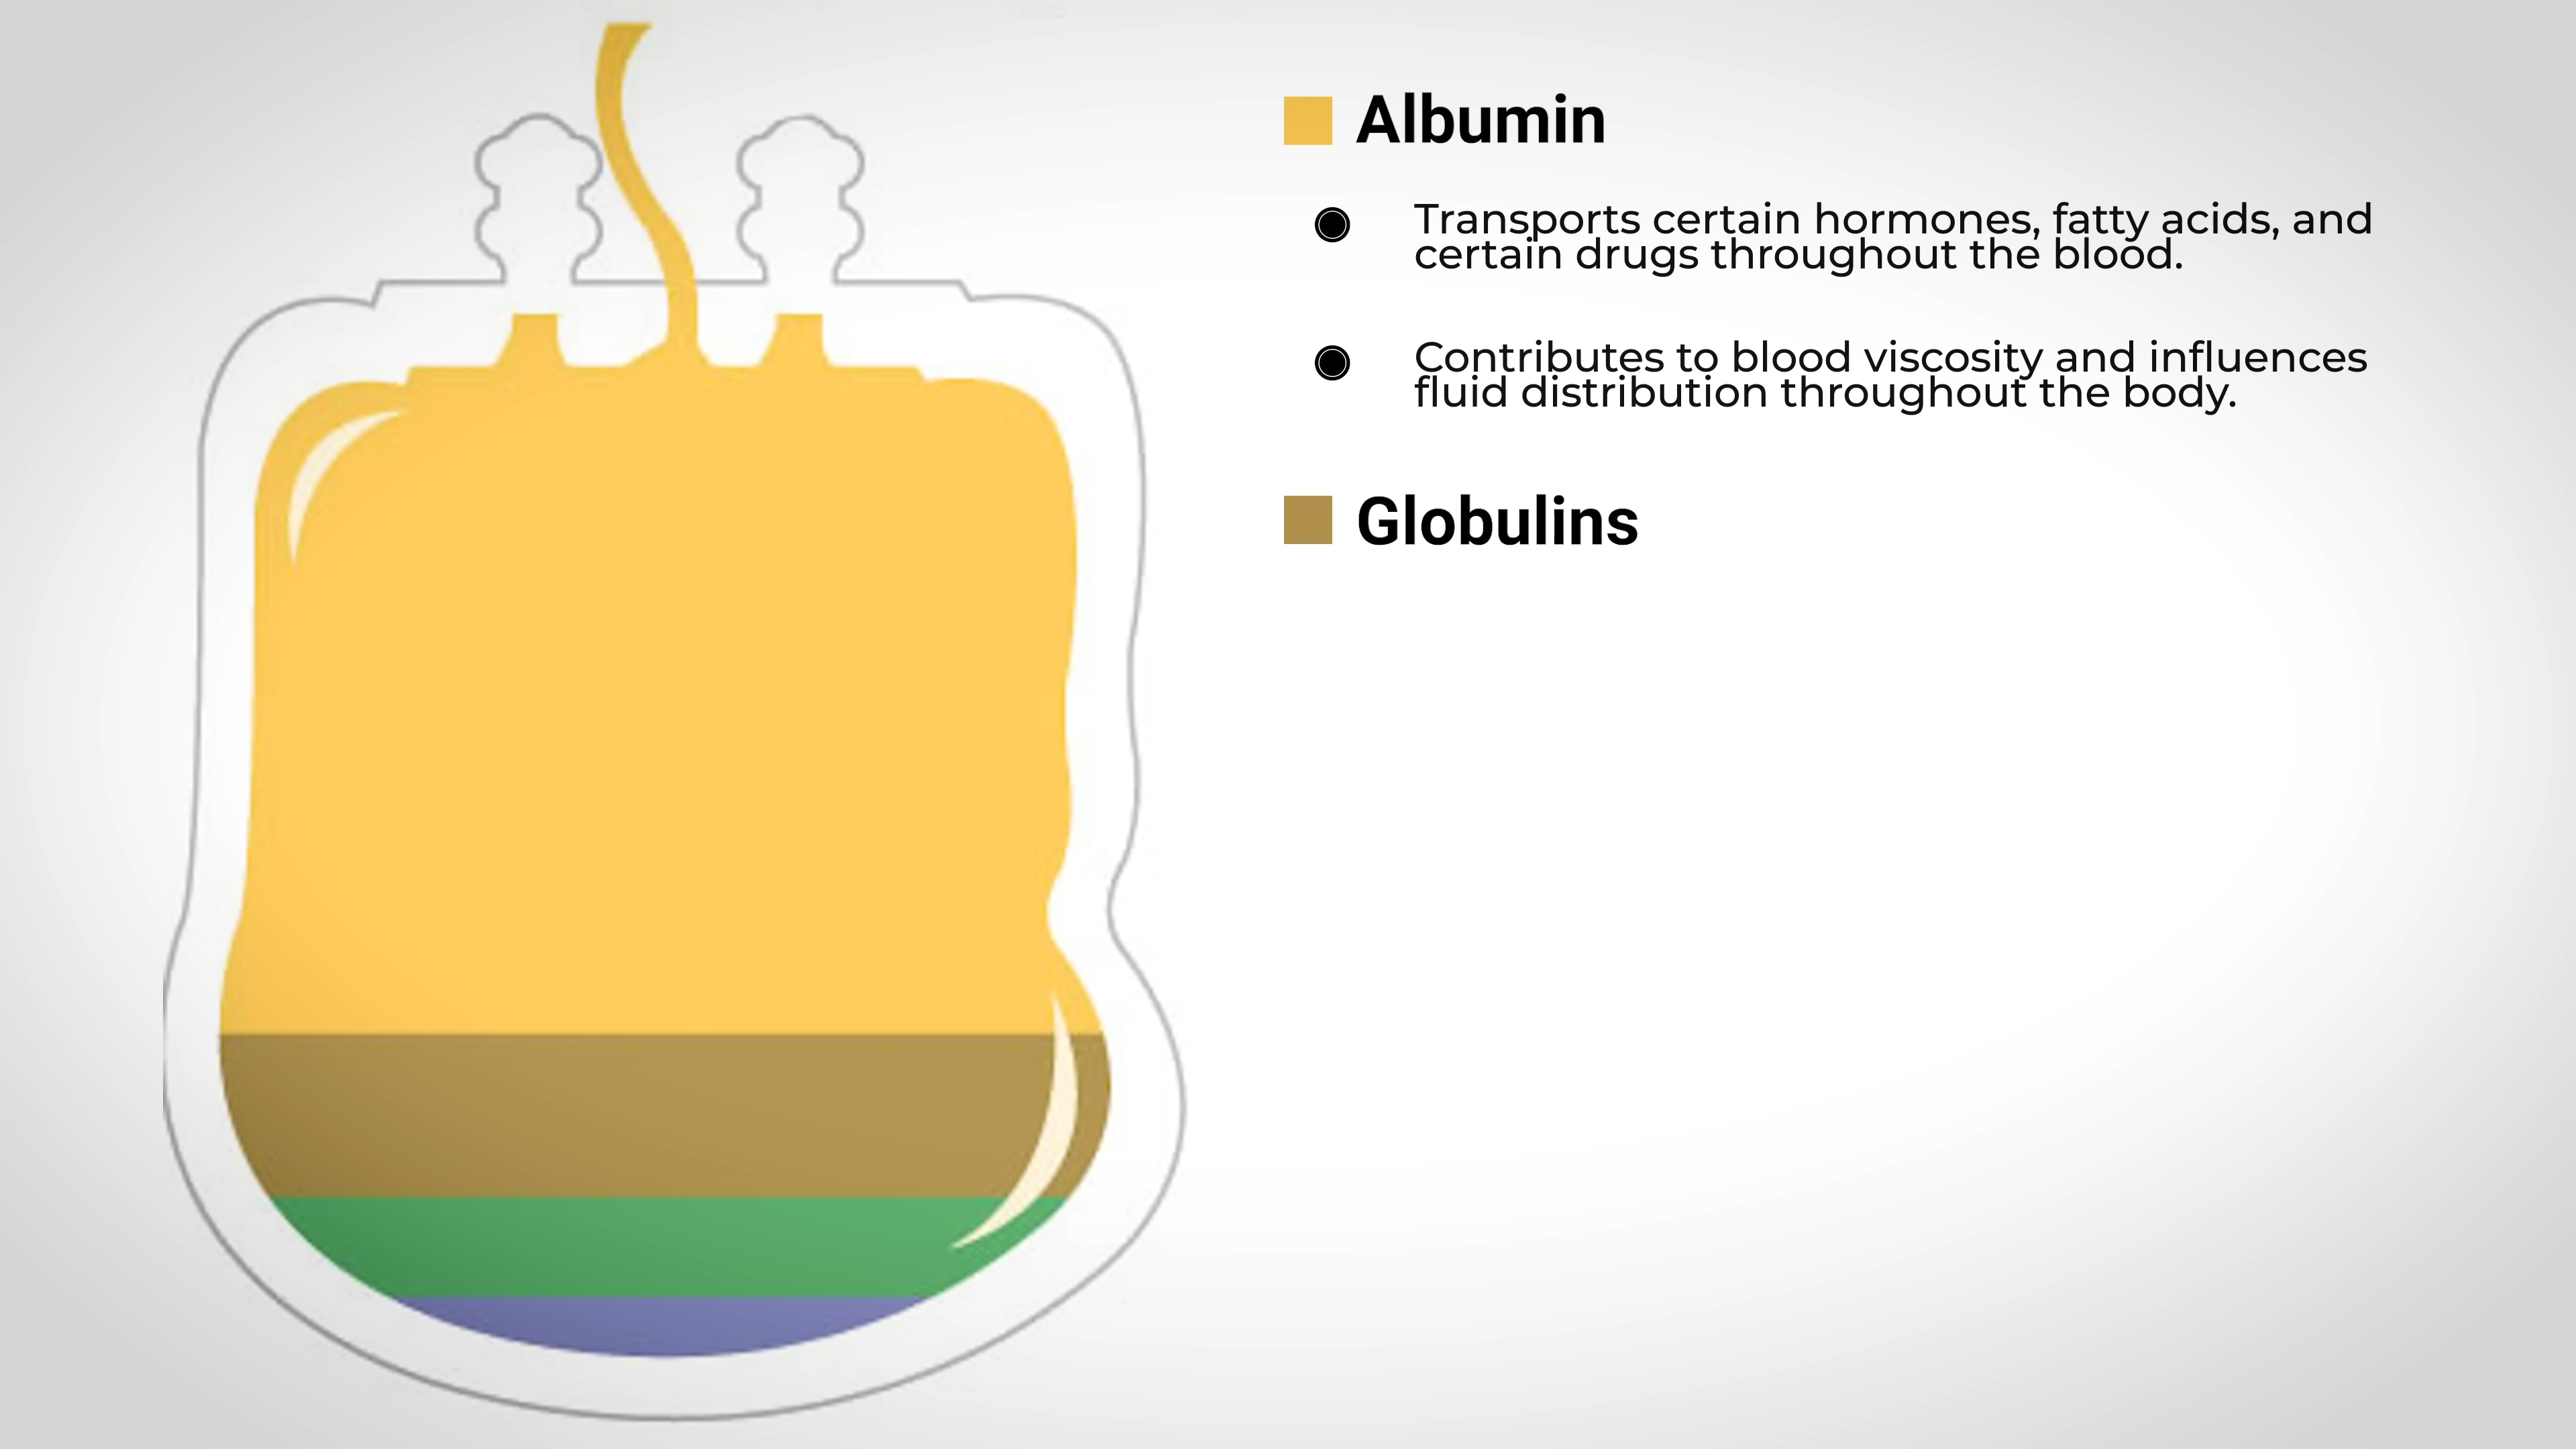 Albumin
Transports certain hormones, fatty acids, and
certain drugs throughout the blood.
Contributes to blood viscosity and influences
fluid distribution throughout the body.
Globulins